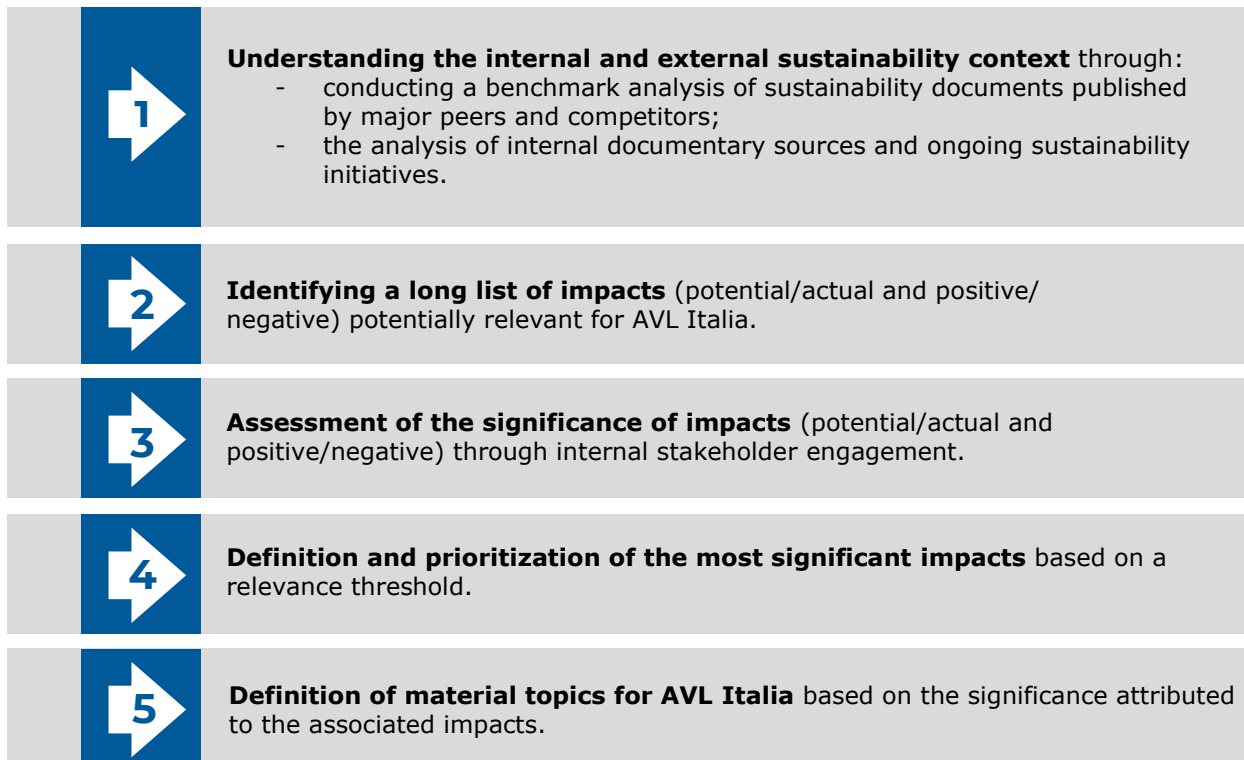 1
Understanding the internal and external sustainability context through:
- conducting a benchmark analysis of sustainability documents published
by major peers and competitors;
- the analysis of internal documentary sources and ongoing sustainability
initiatives.
2
Identifying a long list of impacts (potential/actual and positive/
negative) potentially relevant for AVL Italia.
3
Assessment of the significance of impacts (potential/actual and
positive/negative) through internal stakeholder engagement.
4
Definition and prioritization of the most significant impacts based on a
relevance threshold.
5
Definition of material topics for AVL Italia based on the significance attributed
to the associated impacts.